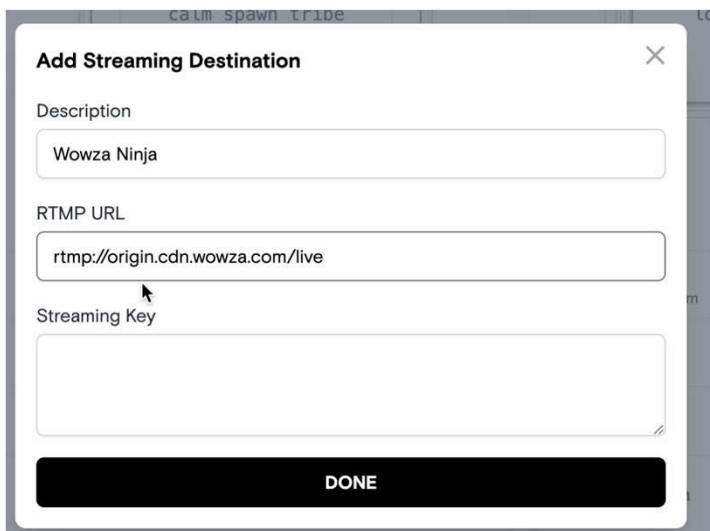 calm spawn tribe
Add Streaming Destination
Description
Wowza Ninja
RTMP URL
rtmp://origin.cdn.wowza.com/live
Streaming Key
DONE